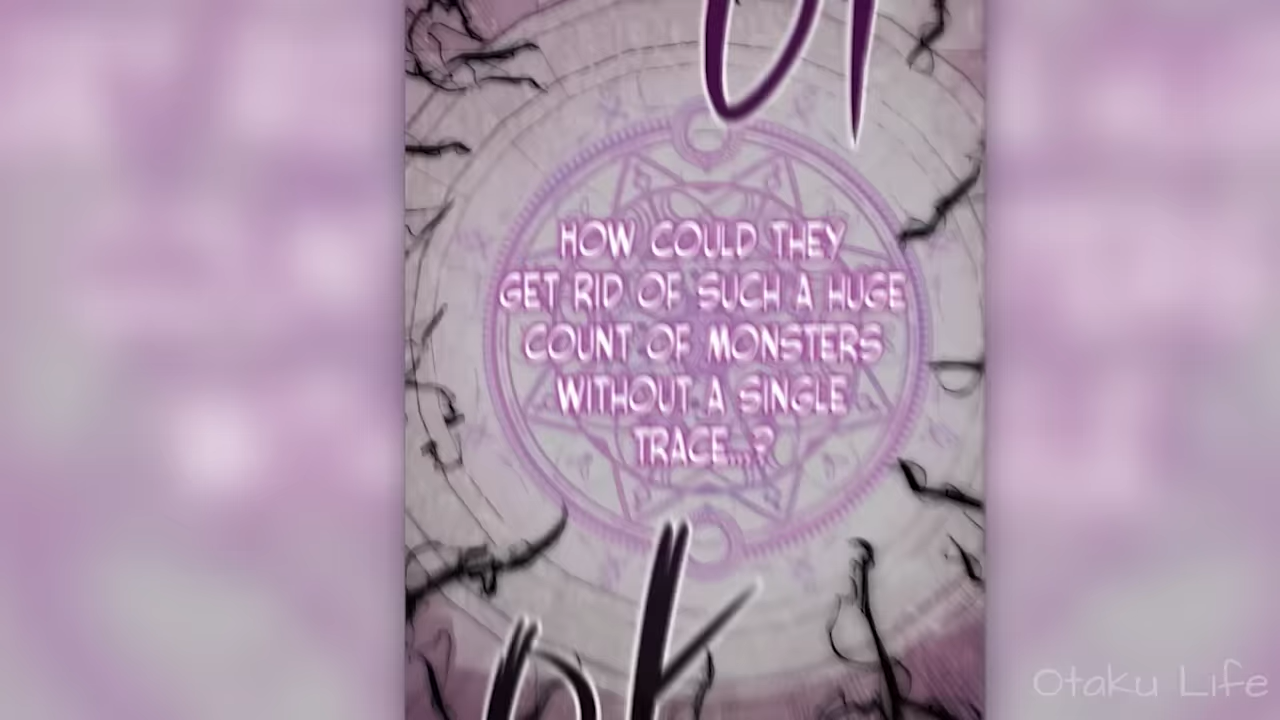 HOW COULD THEY
GET RID OF SUCH A HUGE
COUNT OF MONSTERS
WITHOUT A SINGLE
TRACE...?
Otaku Life